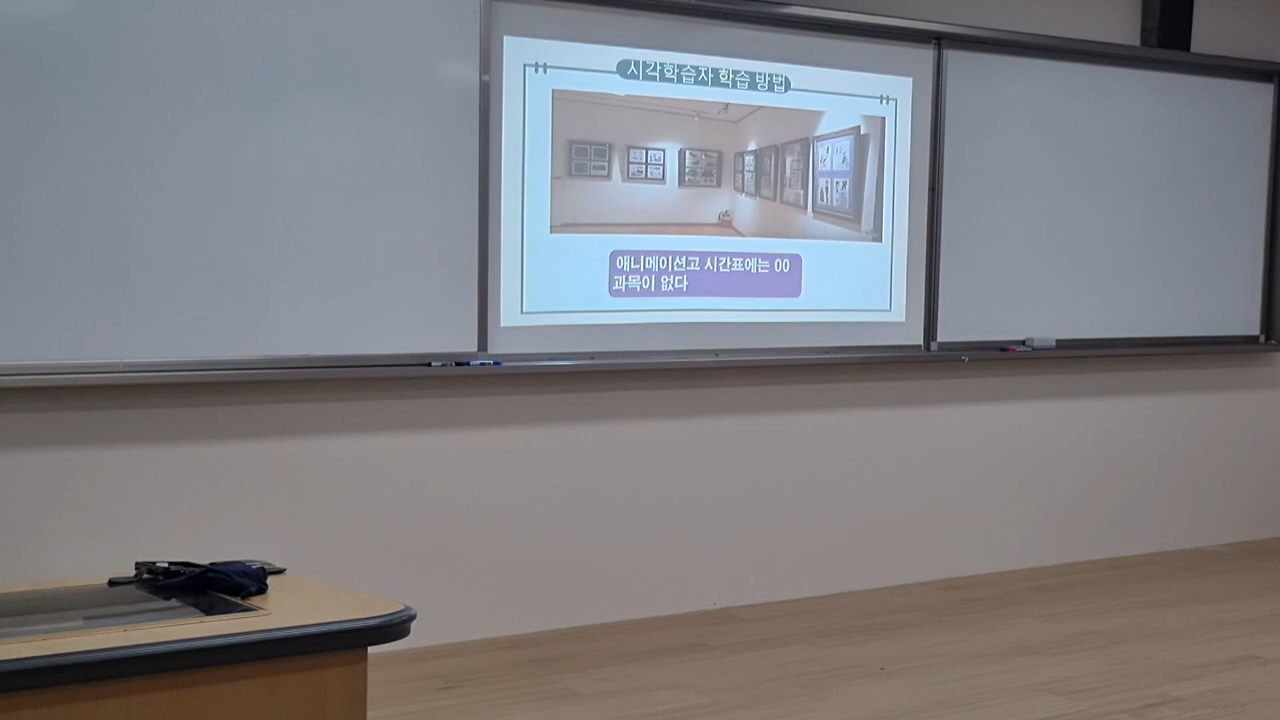 시각학습자 학습 방법
애니메이션고 시간표에는 00
과목이 없다